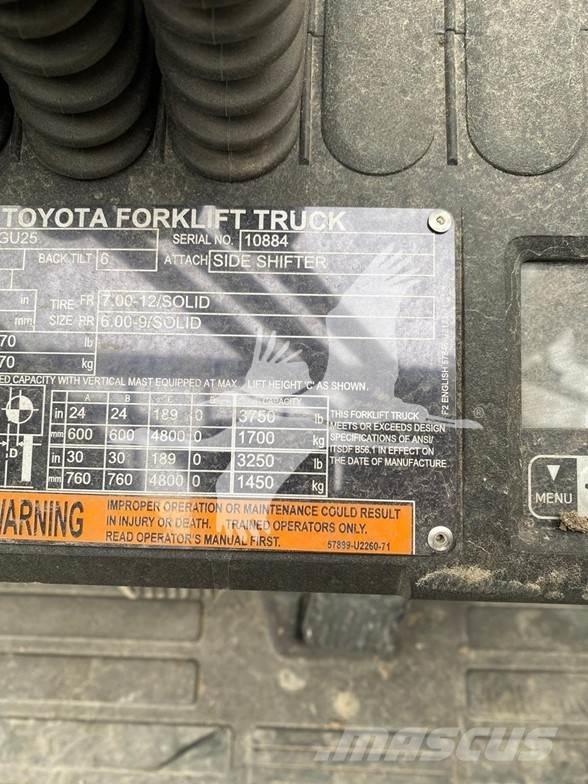 TOYOTA FORKLIFT TRUCK
GU25 SERIAL NO. 10884
BACK TILT 6 ATTACH SIDE SHIFTER
in TIRE FR 7.00-12/SOLID
mm SIZE RR 6.00-9/SOLID
70 lb
70 kg
ED CAPACITY WITH VERTICAL MAST EQUIPPED AT MAX. LIFT HEIGHT 'C' AS SHOWN.
A B CAPACITY
in 24 24 189 0 3750 lb
mm 600 600 4800 0 1700 kg
in 30 30 189 0 3250 lb
mm 760 760 4800 0 1450 kg
D
THIS FORKLIFT TRUCK
MEETS OR EXCEEDS DESIGN
SPECIFICATIONS OF ANSI/
ITSDF B56.1 IN EFFECT ON
THE DATE OF MANUFACTURE.
F2 ENGLISH
WARNING
IMPROPER OPERATION OR MAINTENANCE COULD RESULT
IN INJURY OR DEATH. TRAINED OPERATORS ONLY.
READ OPERATOR'S MANUAL FIRST. 57899-U2260-71
MENU
®
MASCUS